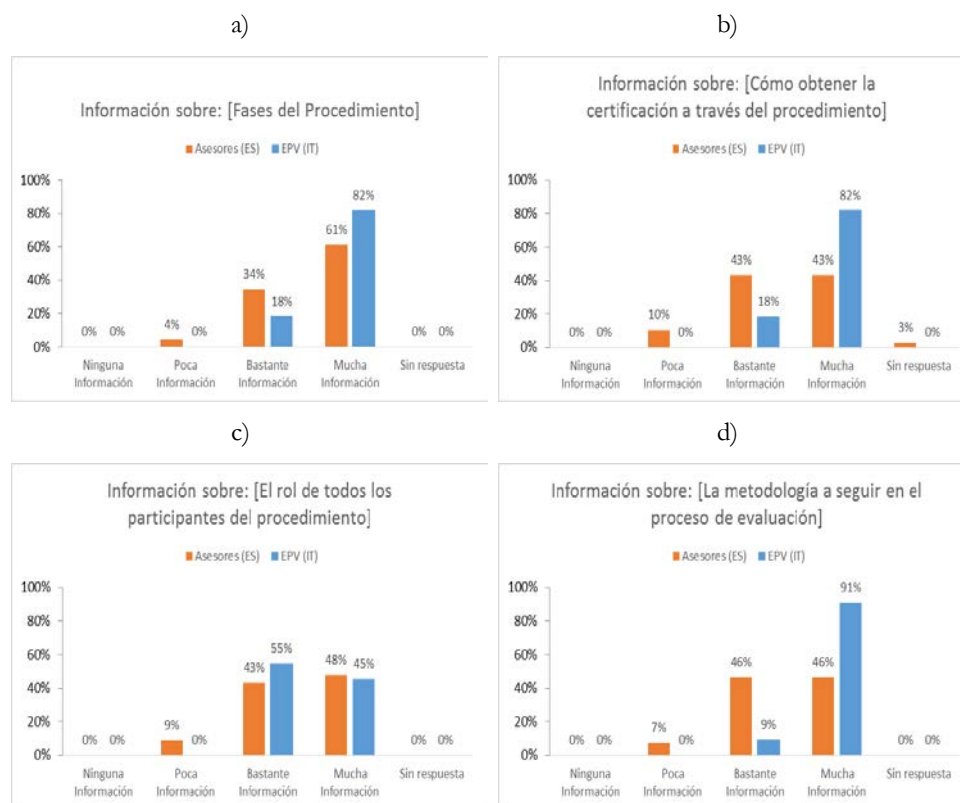 a)
b)
Información sobre: [Fases del Procedimiento]
Asesores (ES) EPV (IT)
100%
80%
60%
40%
20%
0%
0% 0%
4% 0%
34%
18%
61%
82%
0% 0%
Ninguna Información
Poca Información
Bastante Información
Mucha Información
Sin respuesta
Información sobre: [Cómo obtener la
certificación a través del procedimiento]
Asesores (ES) EPV (IT)
100%
80%
60%
40%
20%
0%
0% 0%
10% 0%
43%
18%
43%
82%
3% 0%
Ninguna Información
Poca Información
Bastante Información
Mucha Información
Sin respuesta
c)
d)
Información sobre: [El rol de todos los
participantes del procedimiento]
Asesores (ES) EPV (IT)
100%
80%
60%
40%
20%
0%
0% 0%
9% 0%
43%
55%
48%
45%
0% 0%
Ninguna Información
Poca Información
Bastante Información
Mucha Información
Sin respuesta
Información sobre: [La metodología a seguir en el
proceso de evaluación]
Asesores (ES) EPV (IT)
100%
80%
60%
40%
20%
0%
0% 0%
7% 0%
46%
9%
46%
91%
0% 0%
Ninguna Información
Poca Información
Bastante Información
Mucha Información
Sin respuesta